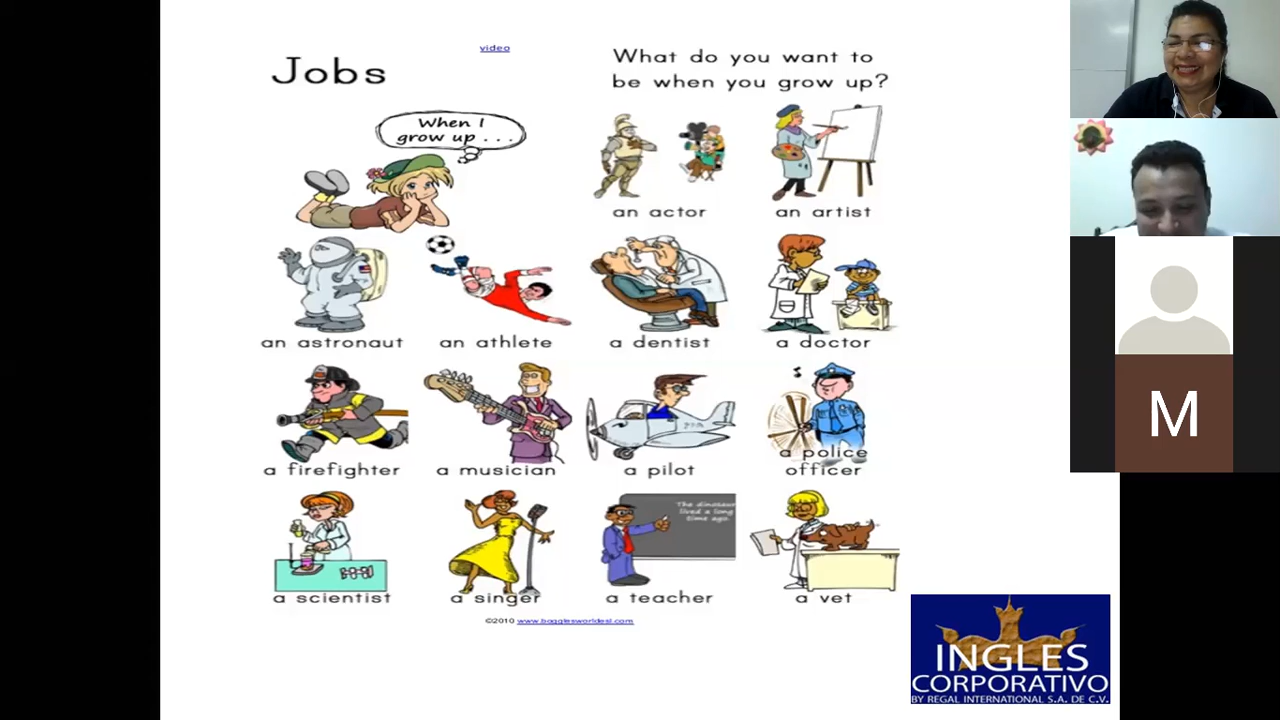 video
Jobs
What do you want to
be when you grow up?
When I
grow up . . .
an actor
an artist
an astronaut
an athlete
a dentist
a doctor
a firefighter
a musician
a pilot
a police
officer
The dinosaur
lived a long
time ago.
a scientist
a singer
a teacher
a vet
©2010 www.bogglesworldesl.com
INGLES
CORPORATIVO
BY REGAL INTERNATIONAL S.A. DE C.V.
M